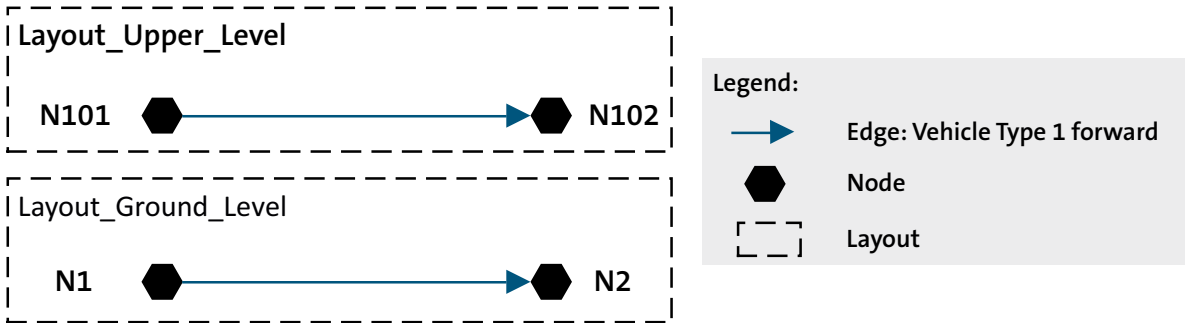 Layout_Upper_Level
N101
N102
Layout_Ground_Level
N1
N2
Legend:
Edge: Vehicle Type 1 forward
Node
Layout